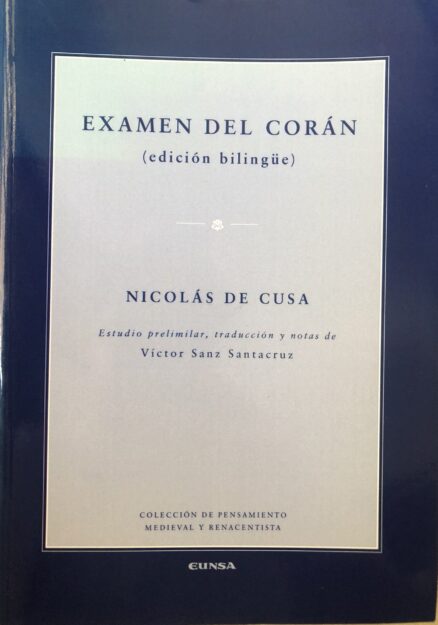 EXAMEN DEL CORÁN
(edición bilingüe)
NICOLÁS DE CUSA
Estudio prelimilar, traducción y notas de
Víctor Sanz Santacruz
COLECCIÓN DE PENSAMIENTO
MEDIEVAL Y RENACENTISTA
EUNSA